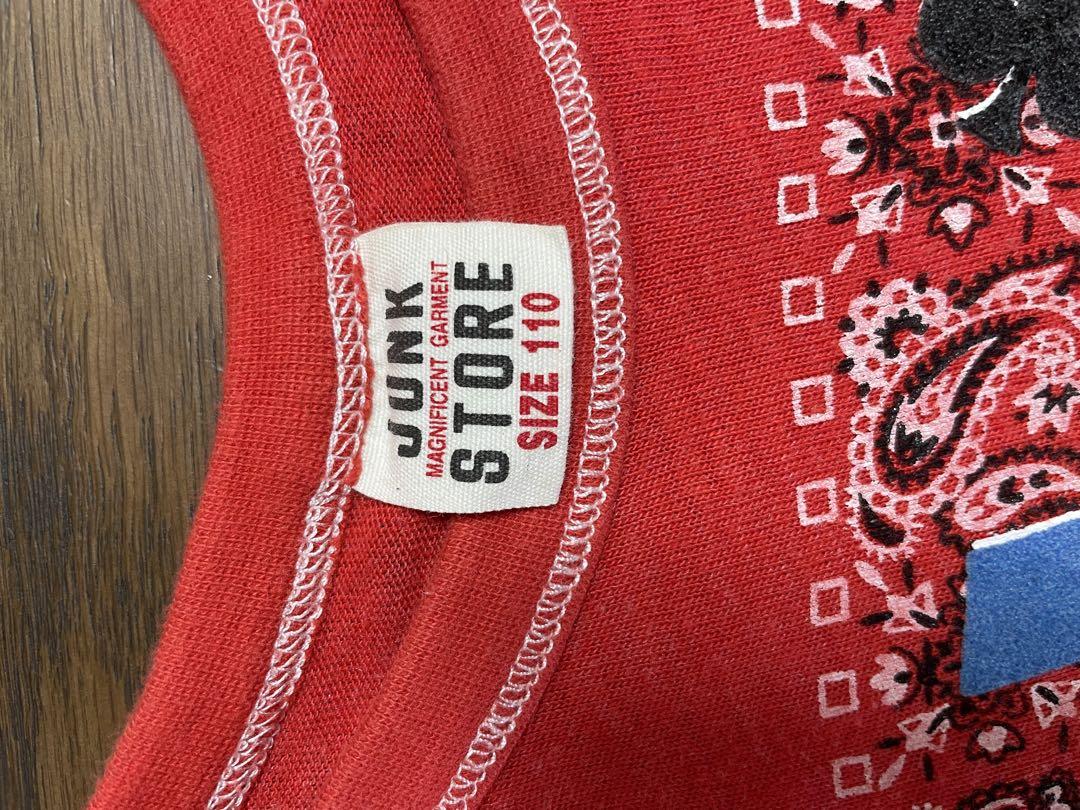 JUNK
MAGNIFICENT GARMENT
STORE
SIZE 110